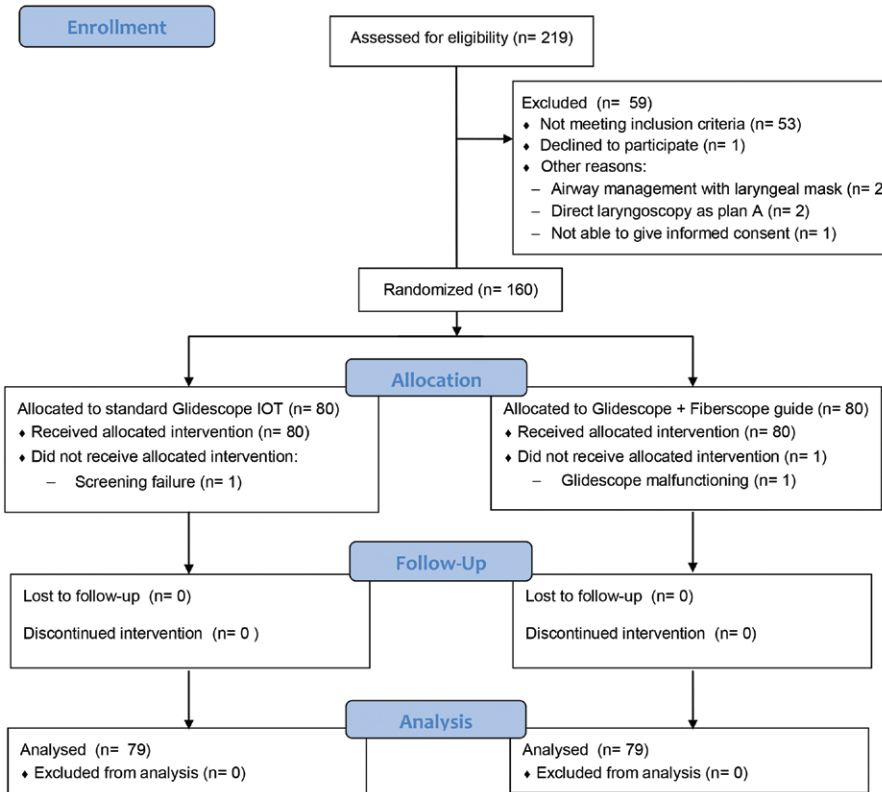 Enrollment
Assessed for eligibility (n= 219)
Excluded (n= 59)
♦ Not meeting inclusion criteria (n= 53)
♦ Declined to participate (n= 1)
♦ Other reasons:
– Airway management with laryngeal mask (n= 2
– Direct laryngoscopy as plan A (n= 2)
– Not able to give informed consent (n= 1)
Randomized (n= 160)
Allocation
Allocated to standard Glidescope IOT (n= 80)
♦ Received allocated intervention (n= 80)
♦ Did not receive allocated intervention:
– Screening failure (n= 1)
Allocated to Glidescope + Fiberscope guide (n= 80)
♦ Received allocated intervention (n= 80)
♦ Did not receive allocated intervention (n= 1)
– Glidescope malfunctioning (n= 1)
Follow-Up
Lost to follow-up (n= 0)
Discontinued intervention (n= 0 )
Lost to follow-up (n= 0)
Discontinued intervention (n= 0)
Analysis
Analysed (n= 79)
♦ Excluded from analysis (n= 0)
Analysed (n= 79)
♦ Excluded from analysis (n= 0)